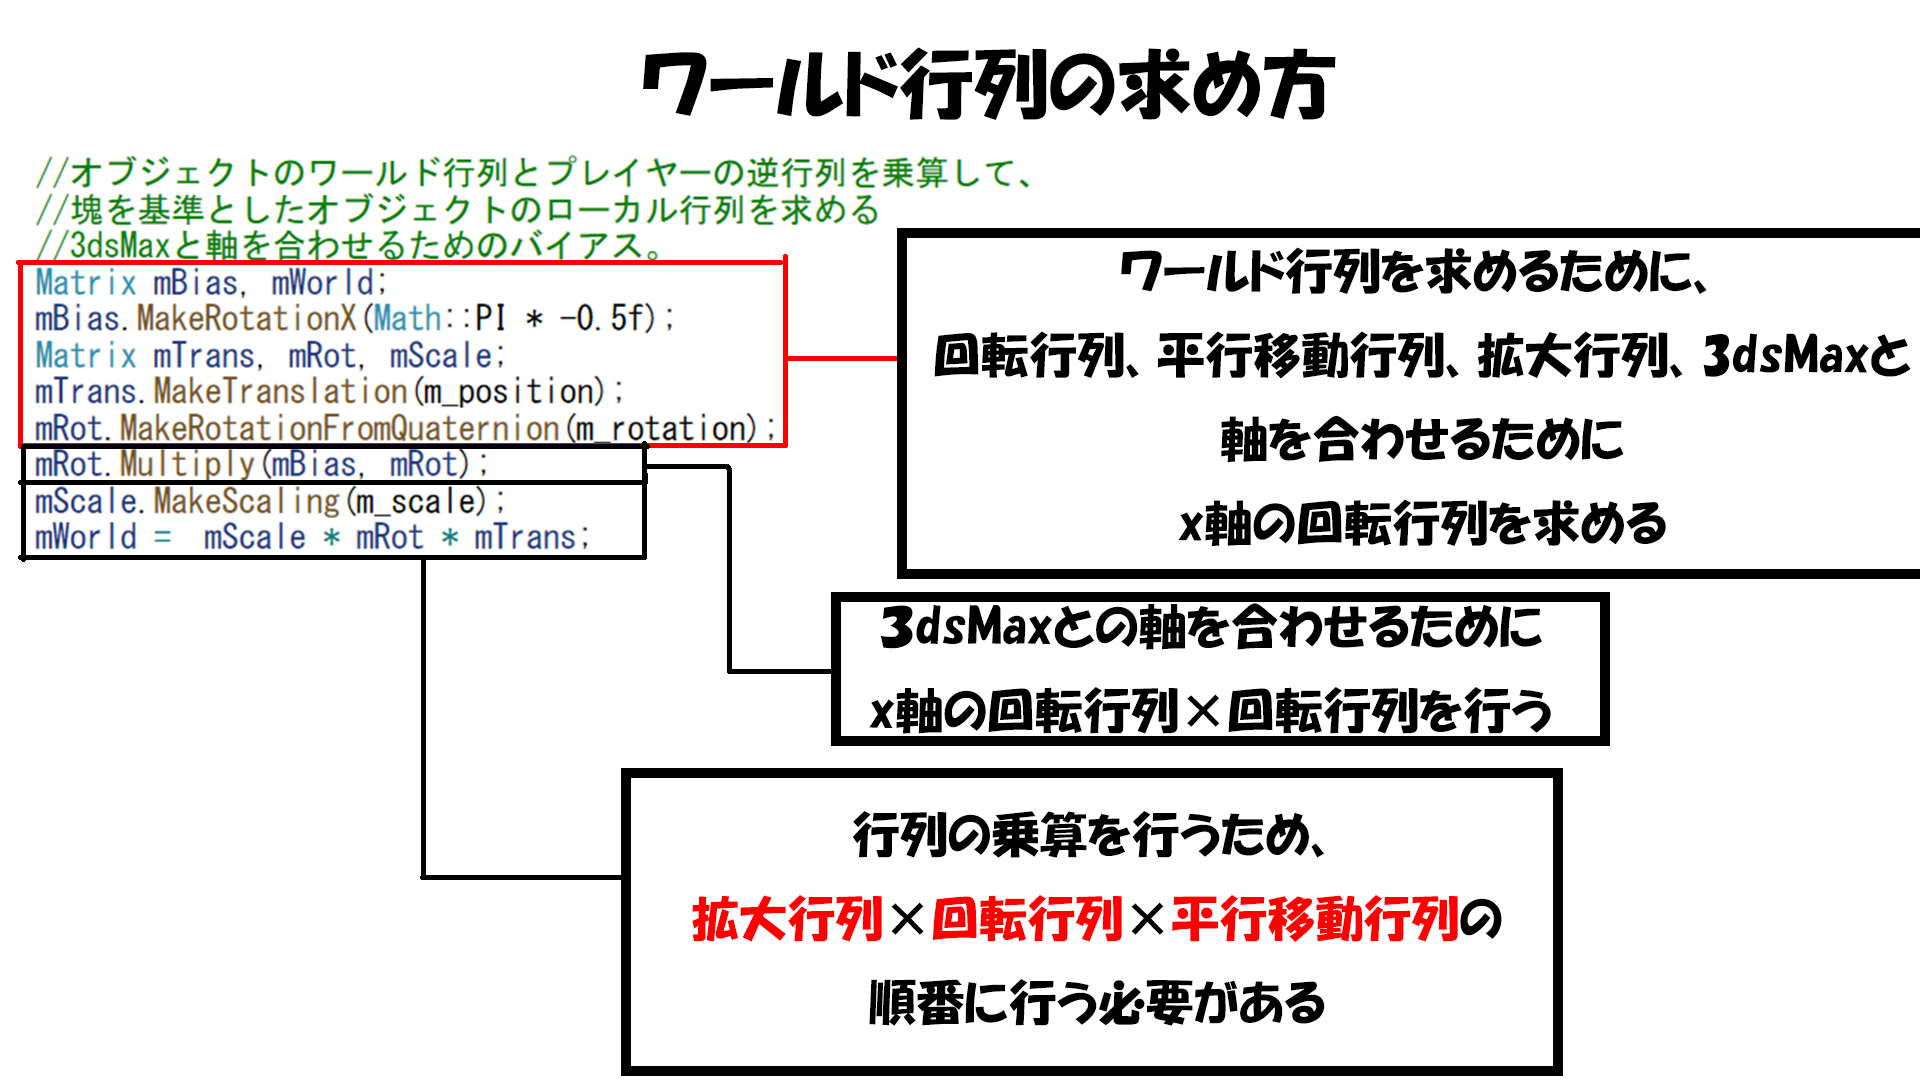 ワールド行列の求め方
//オブジェクトのワールド行列とプレイヤーの逆行列を乗算して、
//塊を基準としたオブジェクトのローカル行列を求める
//3dsMaxと軸を合わせるためのバイアス。
Matrix mBias, mWorld;
mBias.MakeRotationX(Math::PI * -0.5f);
Matrix mTrans, mRot, mScale;
mTrans.MakeTranslation(m_position);
mRot.MakeRotationFromQuaternion(m_rotation);
mRot.Multiply(mBias, mRot);
mScale.MakeScaling(m_scale);
mWorld =  mScale * mRot * mTrans;
ワールド行列を求めるために、
回転行列、平行移動行列、拡大行列、3dsMaxと
軸を合わせるために
x軸の回転行列を求める
3dsMaxとの軸を合わせるために
x軸の回転行列×回転行列を行う
行列の乗算を行うため、
拡大行列×回転行列×平行移動行列の
順番に行う必要がある